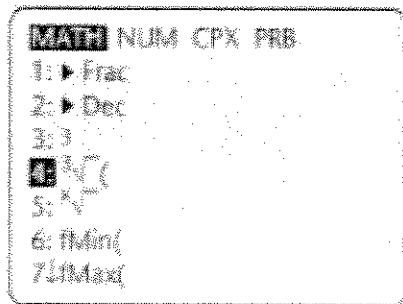 MATH NUM CPX PRB
1: ▶Frac
2: ▶Dec
3: 3
4: ³√(
5: ˣ√
6: fMin(
7↓fMax(